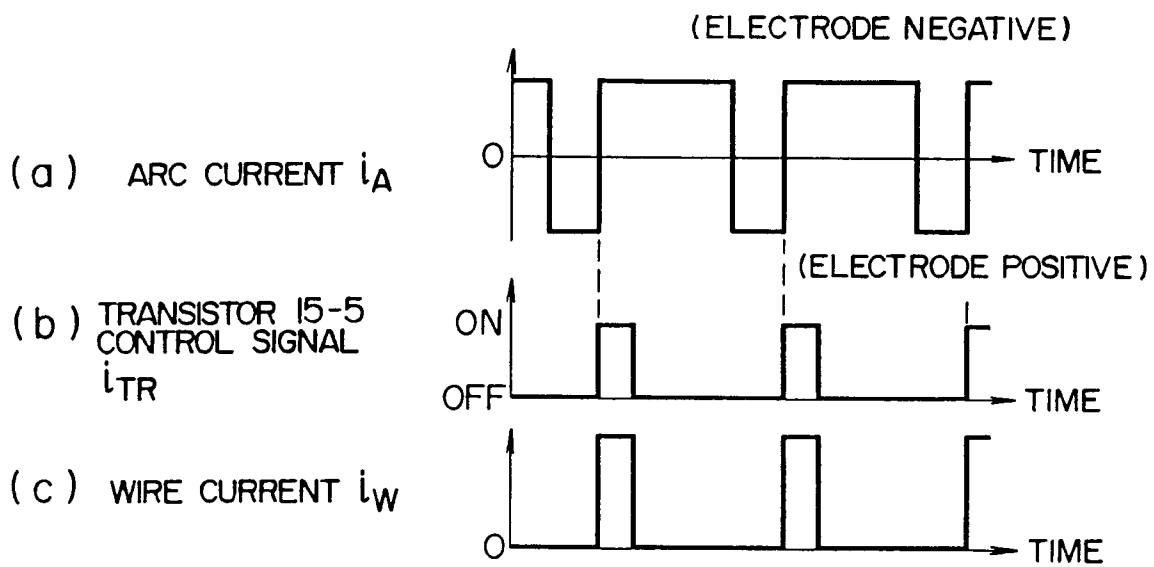 (ELECTRODE NEGATIVE)
(a) ARC CURRENT iA
0
TIME
(ELECTRODE POSITIVE)
(b) TRANSISTOR 15-5
CONTROL SIGNAL
iTR
ON
OFF
TIME
(c) WIRE CURRENT iW
0
TIME